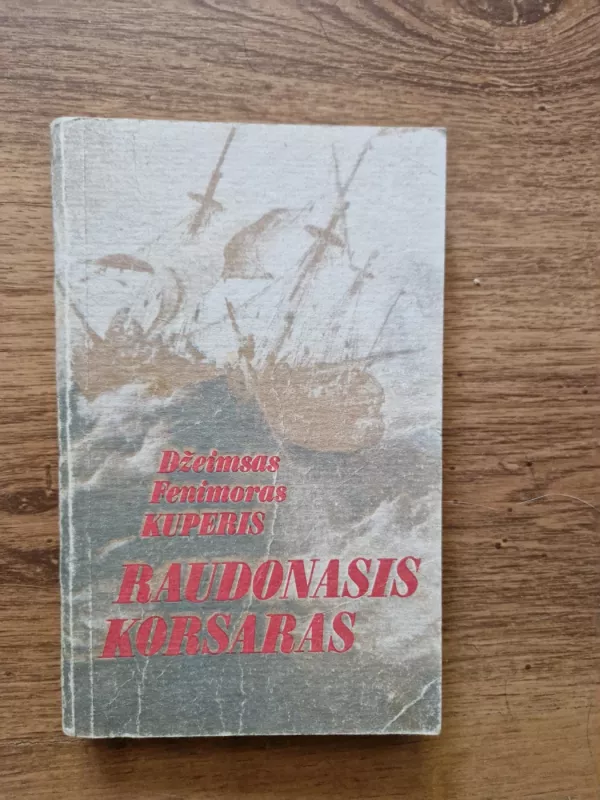 Džeimsas
Fenimoras
KUPERIS
RAUDONASIS
KORSARAS